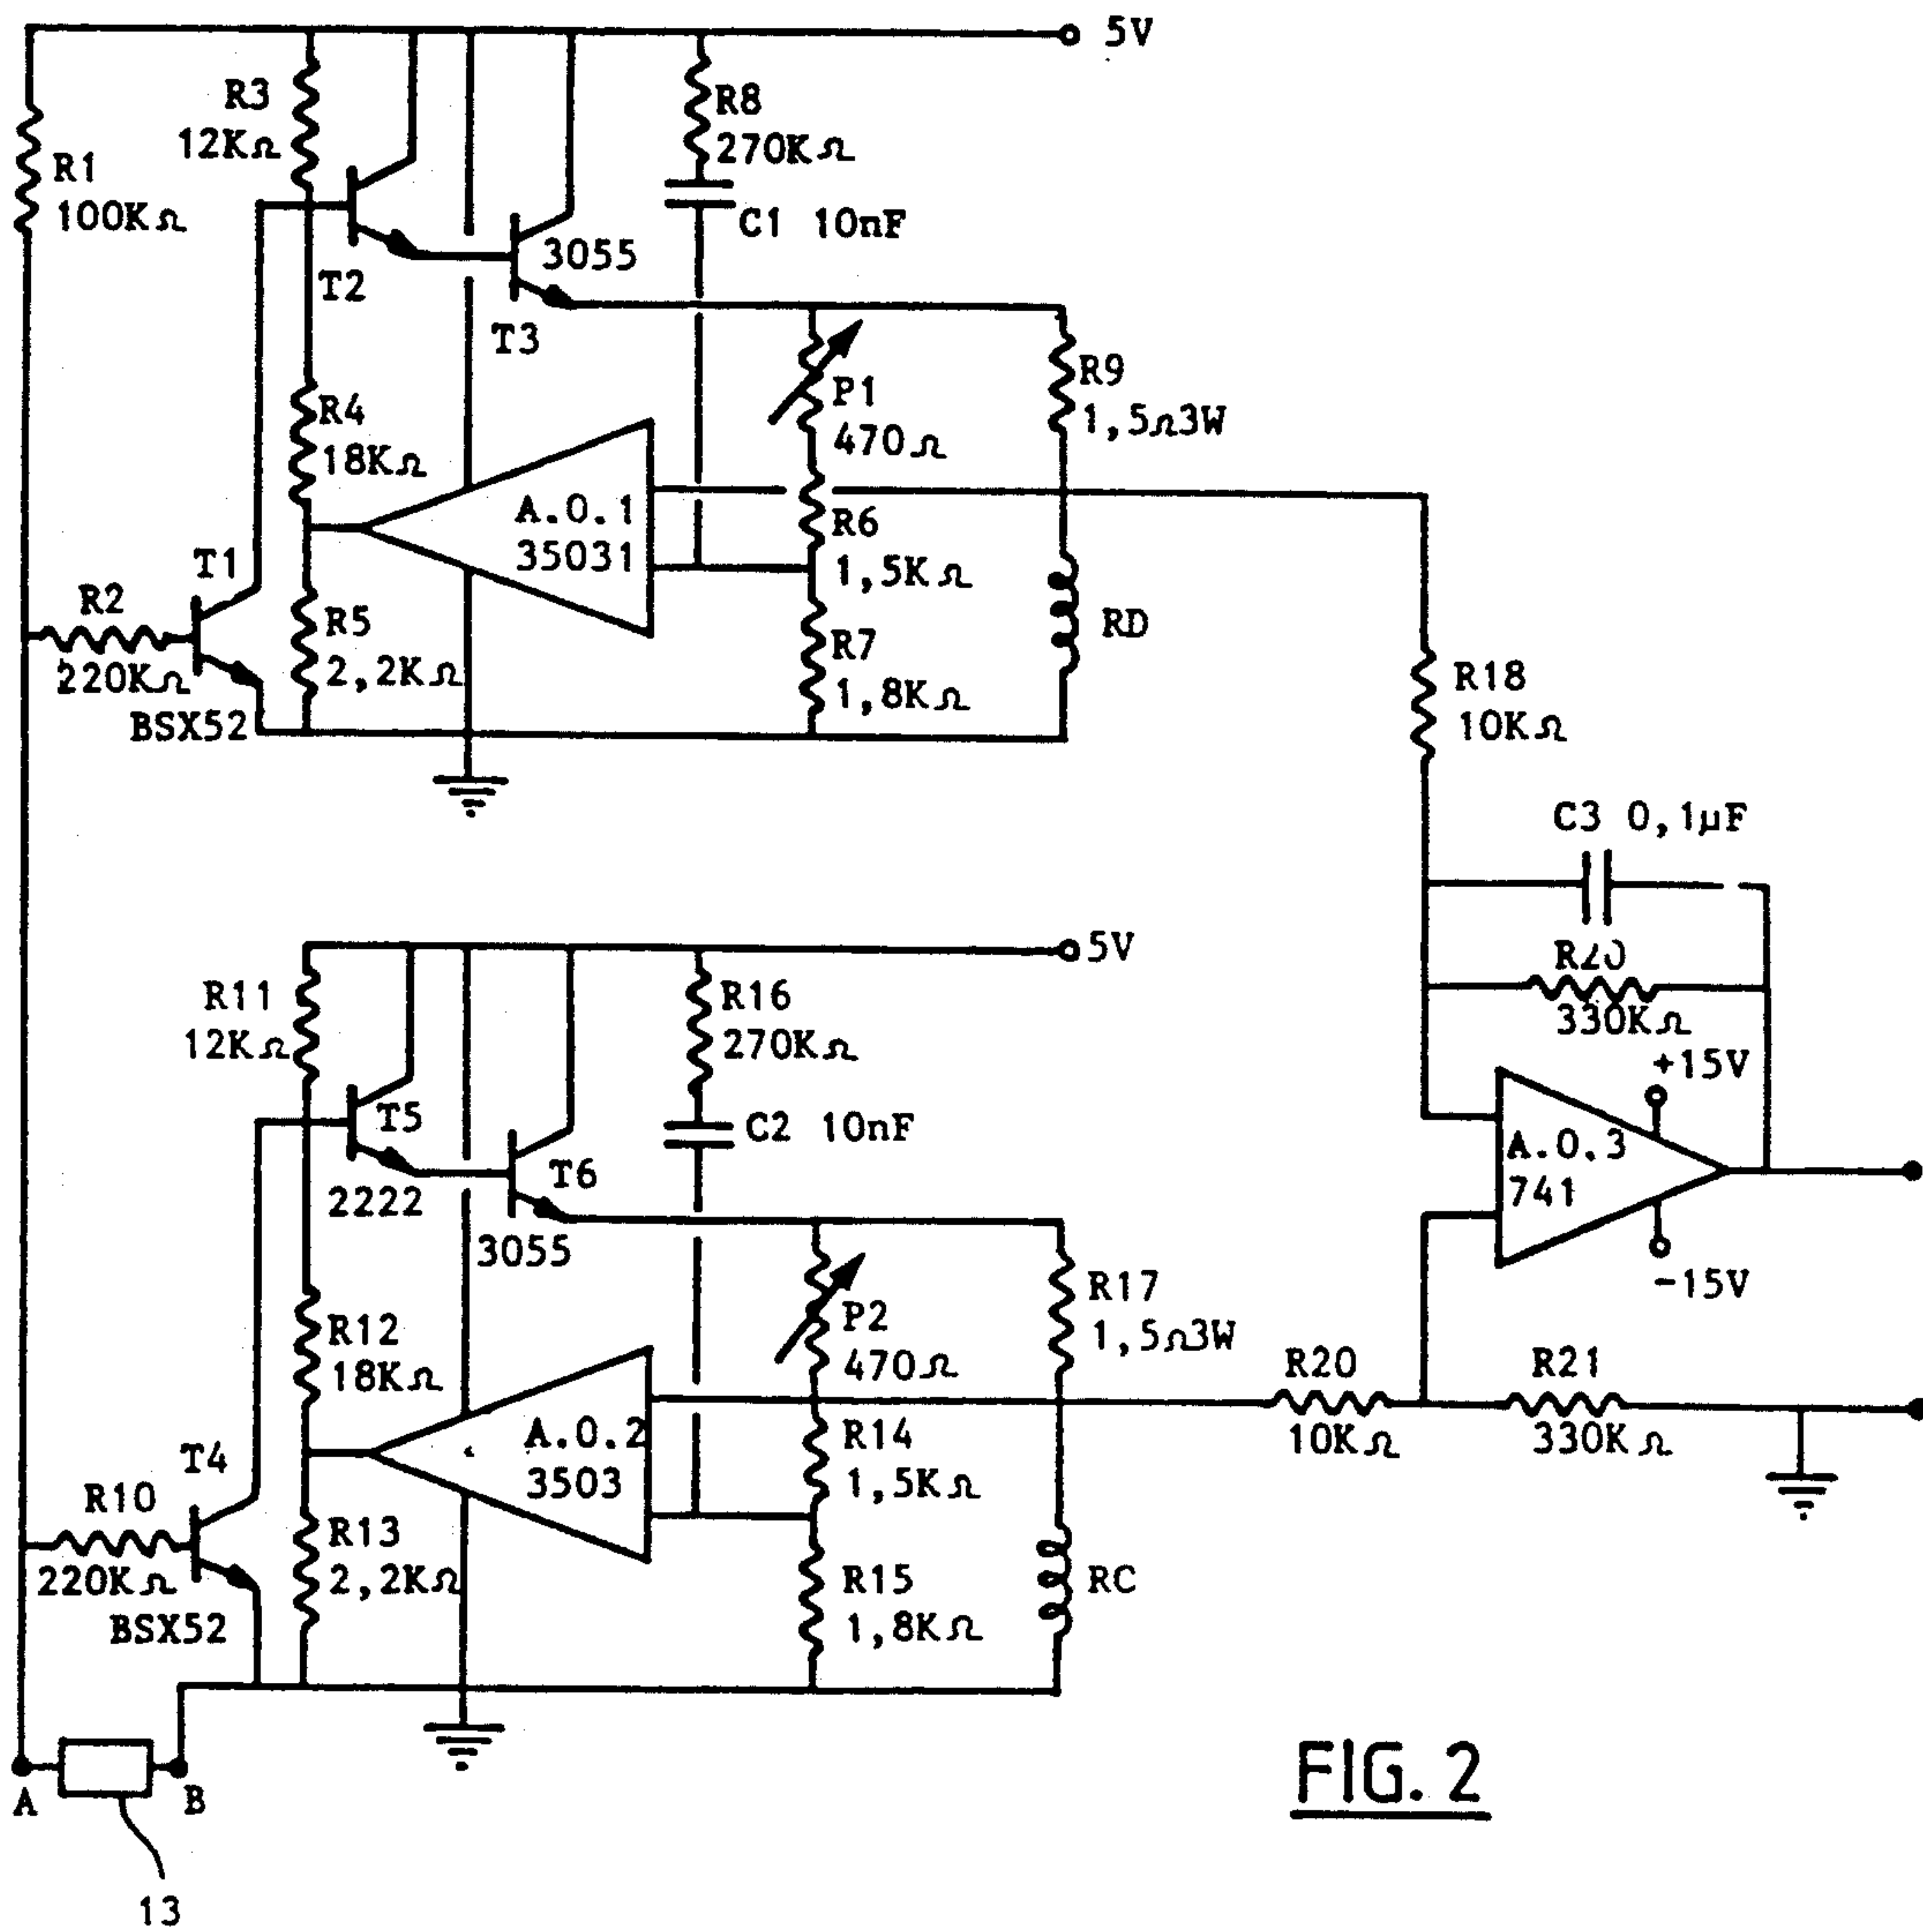 5V
R3
12KΩ
R1
100KΩ
R8
270KΩ
C1 10nF
3055
T2
T3
R9
1,5Ω3W
P1
470Ω
R4
18KΩ
A.O.1
35031
R6
1,5KΩ
T1
R2
220KΩ
BSX52
R5
2,2KΩ
R7
1,8KΩ
RD
R18
10KΩ
C3 0,1µF
R20
330KΩ
+15V
A.O.3
741
-15V
5V
R11
12KΩ
R16
270KΩ
T5
2222
C2 10nF
T6
3055
R17
1,5Ω3W
P2
470Ω
R12
18KΩ
A.O.2
3503
R14
1,5KΩ
R20
10KΩ
R21
330KΩ
T4
R10
220KΩ
BSX52
R13
2,2KΩ
R15
1,8KΩ
RC
A
B
13
FIG. 2